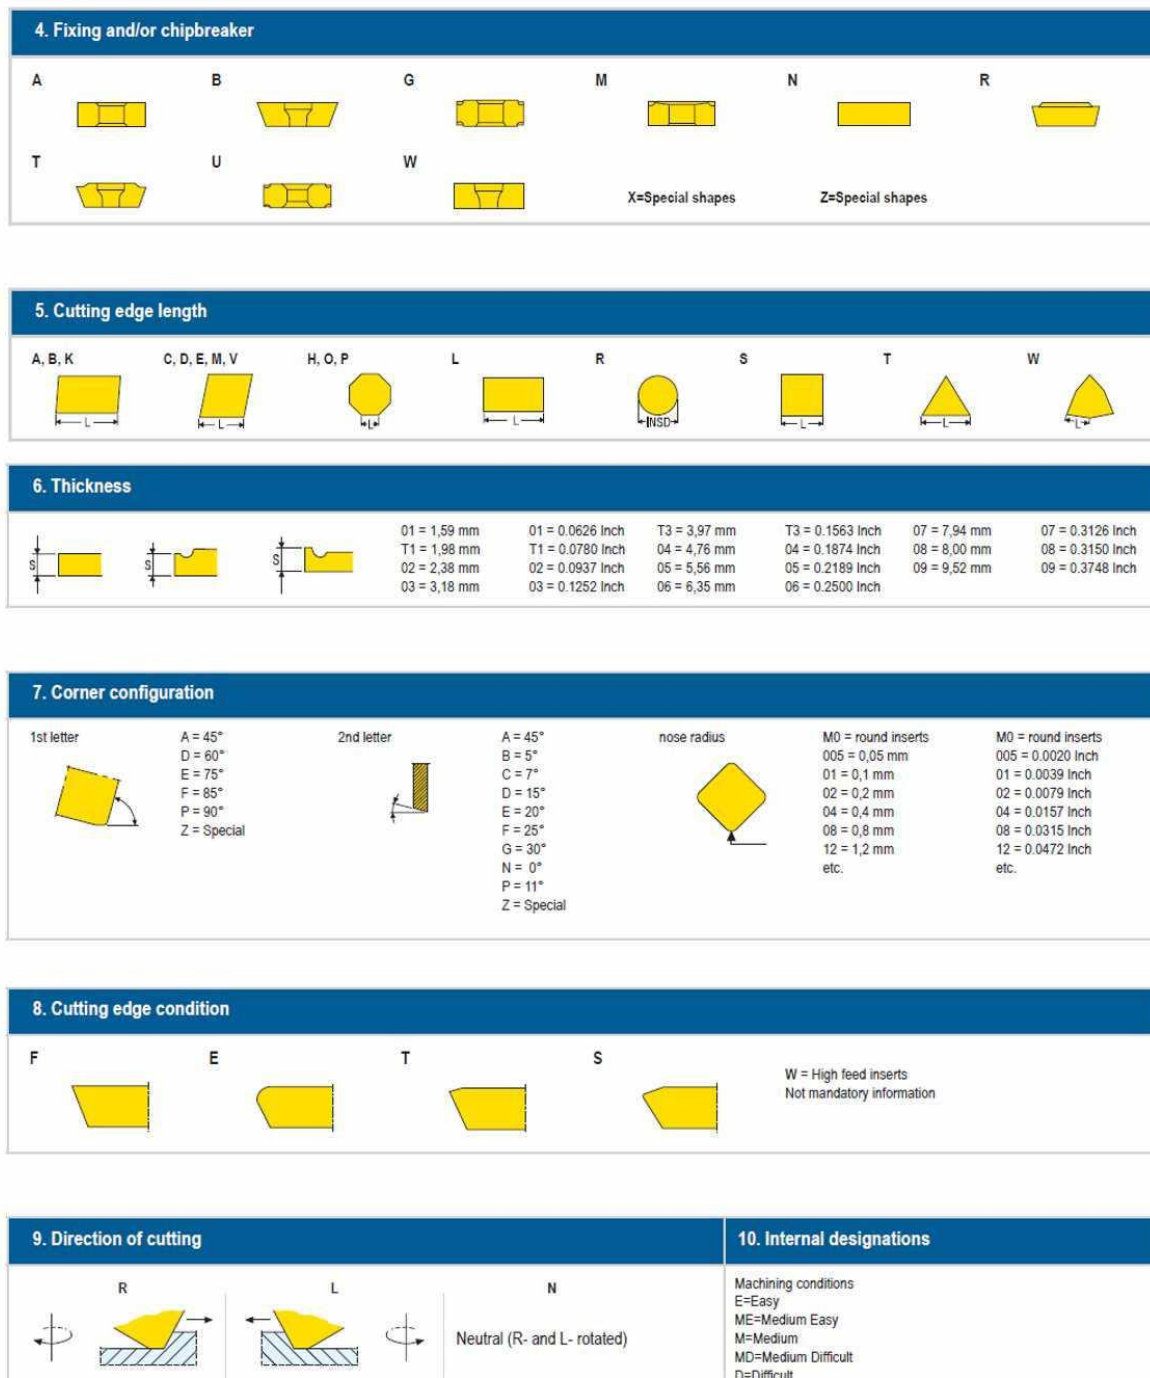 4. Fixing and/or chipbreaker
A B G M N R
T U W
X=Special shapes Z=Special shapes
5. Cutting edge length
A, B, K C, D, E, M, V H, O, P L R S T W
L L L L INSD L L L
6. Thickness
01 = 1,59 mm 01 = 0.0626 Inch T3 = 3,97 mm T3 = 0.1563 Inch 07 = 7,94 mm 07 = 0.3126 Inch
T1 = 1,98 mm T1 = 0.0780 Inch 04 = 4,76 mm 04 = 0.1874 Inch 08 = 8,00 mm 08 = 0.3150 Inch
S S S
02 = 2,38 mm 02 = 0.0937 Inch 05 = 5,56 mm 05 = 0.2189 Inch 09 = 9,52 mm 09 = 0.3748 Inch
03 = 3,18 mm 03 = 0.1252 Inch 06 = 6,35 mm 06 = 0.2500 Inch
7. Corner configuration
1st letter
A = 45°
D = 60°
E = 75°
F = 85°
P = 90°
Z = Special
2nd letter
A = 45°
B = 5°
C = 7°
D = 15°
E = 20°
F = 25°
G = 30°
N = 0°
P = 11°
Z = Special
nose radius
M0 = round inserts
005 = 0,05 mm
01 = 0,1 mm
02 = 0,2 mm
04 = 0,4 mm
08 = 0,8 mm
12 = 1,2 mm
etc.
M0 = round inserts
005 = 0.0020 Inch
01 = 0.0039 Inch
02 = 0.0079 Inch
04 = 0.0157 Inch
08 = 0.0315 Inch
12 = 0.0472 Inch
etc.
8. Cutting edge condition
F E T S
W = High feed inserts
Not mandatory information
9. Direction of cutting
R L N
Neutral (R- and L- rotated)
10. Internal designations
Machining conditions
E=Easy
ME=Medium Easy
M=Medium
MD=Medium Difficult
D=Difficult